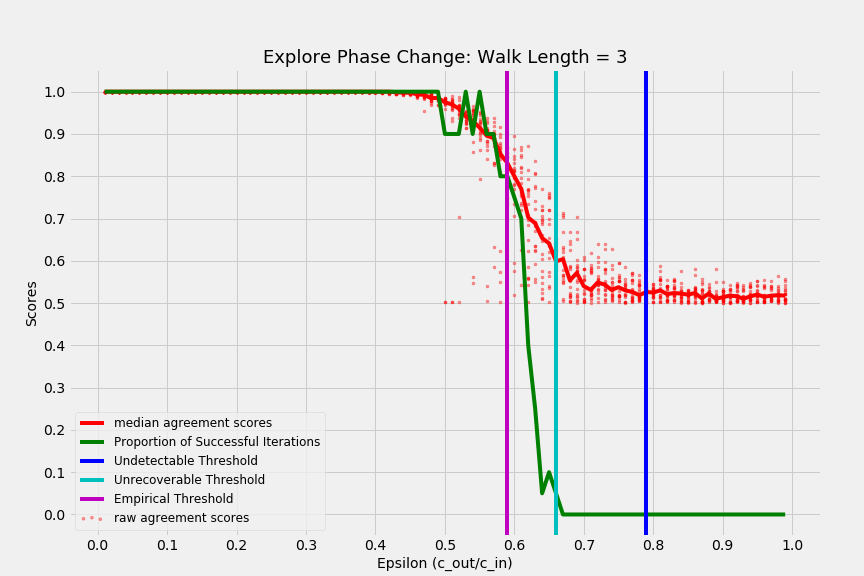 Explore Phase Change: Walk Length = 3
1.0
0.9
0.8
0.7
0.6
0.5
0.4
0.3
0.2
0.1
0.0
Scores
median agreement scores
Proportion of Successful Iterations
Undetectable Threshold
Unrecoverable Threshold
Empirical Threshold
raw agreement scores
0.0 0.1 0.2 0.3 0.4 0.5 0.6 0.7 0.8 0.9 1.0
Epsilon (c_out/c_in)